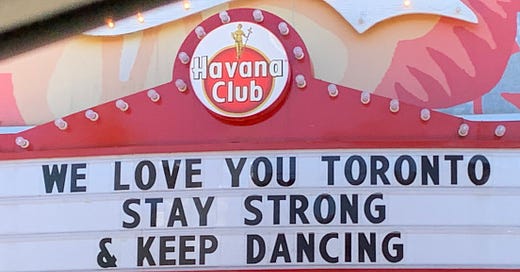 Havana
Club
WE LOVE YOU TORONTO
STAY STRONG
& KEEP DANCING